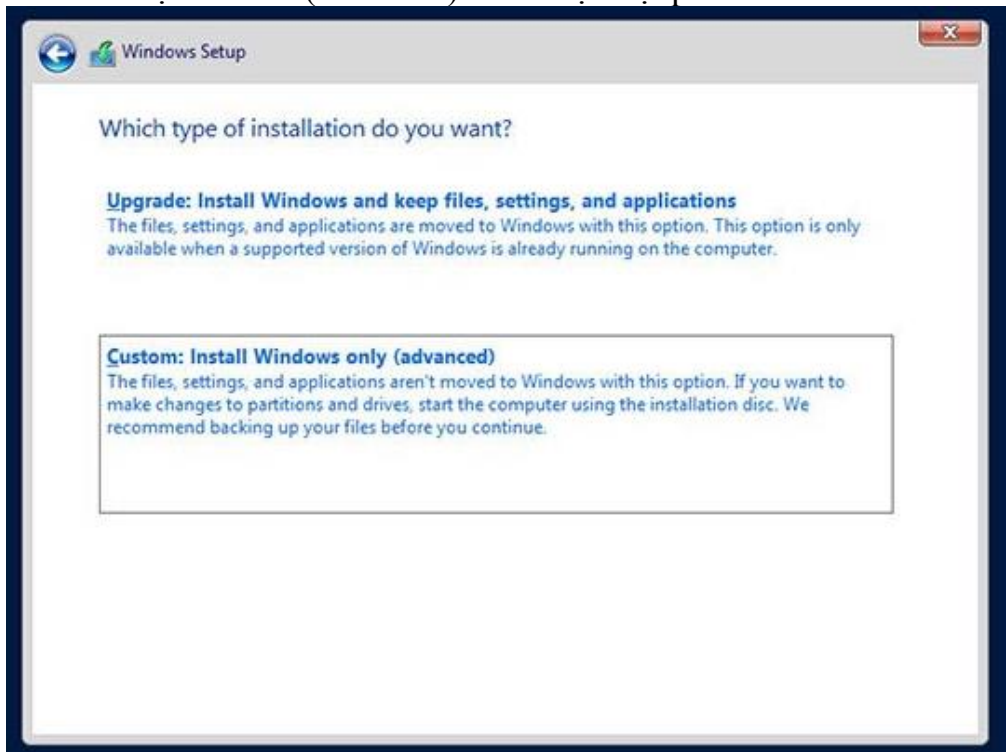 Windows Setup
Which type of installation do you want?
Upgrade: Install Windows and keep files, settings, and applications
The files, settings, and applications are moved to Windows with this option. This option is only
available when a supported version of Windows is already running on the computer.
Custom: Install Windows only (advanced)
The files, settings, and applications aren't moved to Windows with this option. If you want to
make changes to partitions and drives, start the computer using the installation disc. We
recommend backing up your files before you continue.